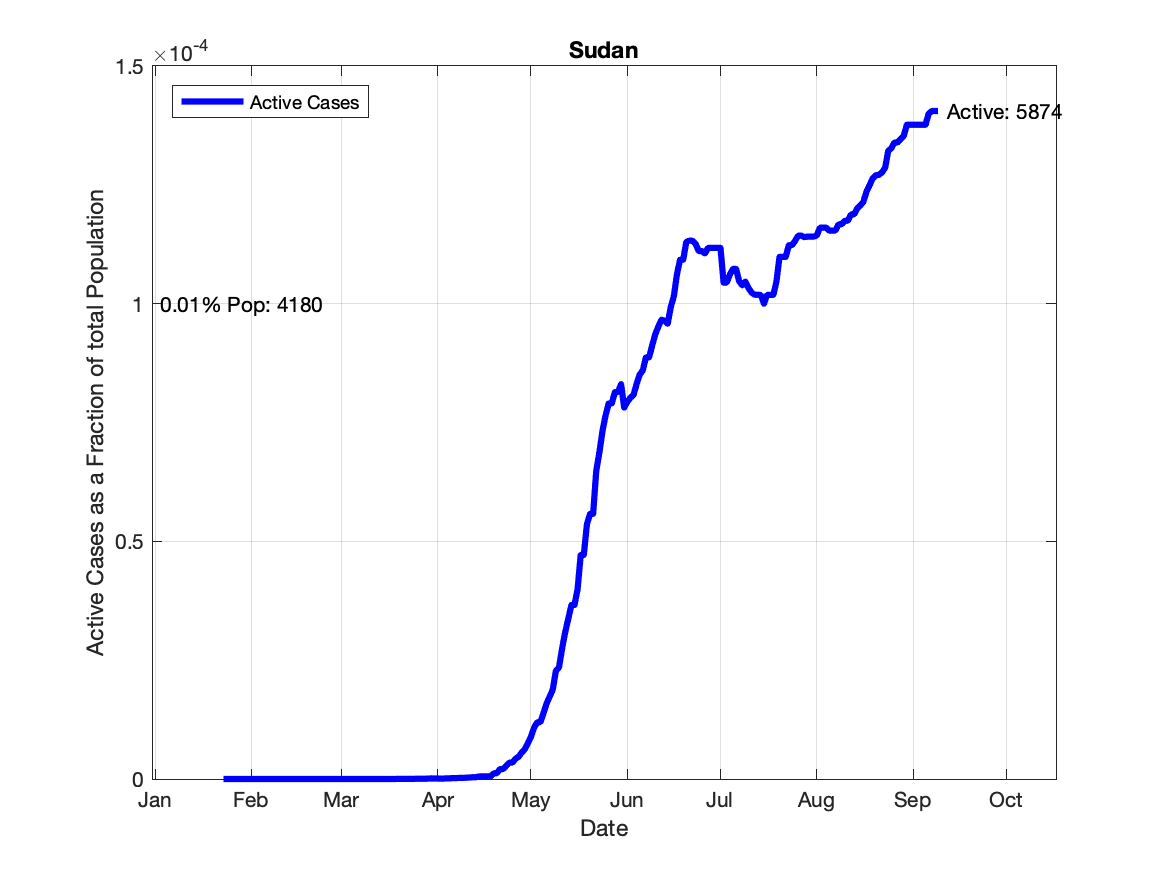 Sudan
×10-4
1.5
Active Cases
Active: 5874
1
0.01% Pop: 4180
0.5
0
Active Cases as a Fraction of total Population
Jan Feb Mar Apr May Jun Jul Aug Sep Oct
Date